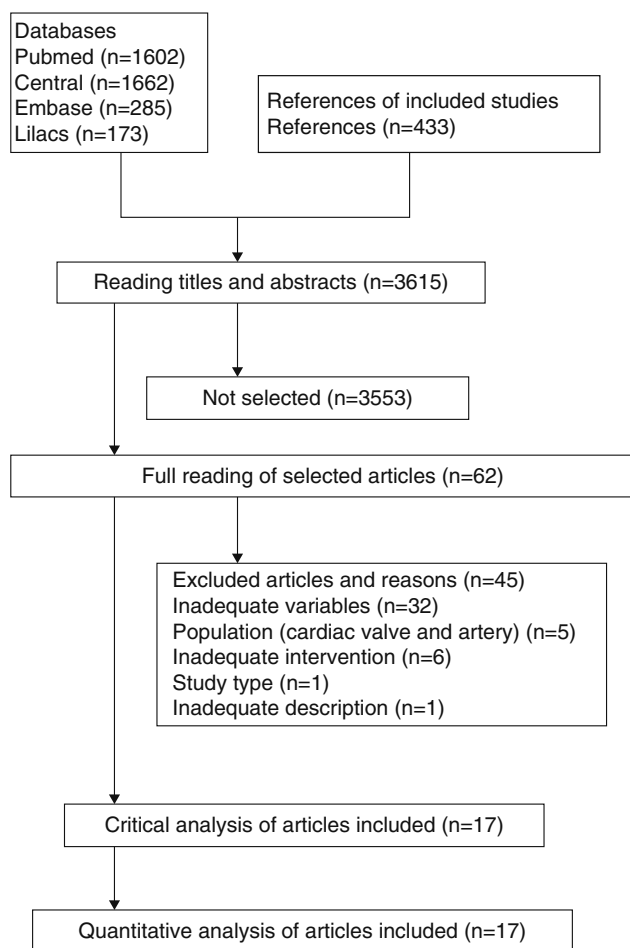 Databases
Pubmed (n=1602)
Central (n=1662)
Embase (n=285)
Lilacs (n=173)
References of included studies
References (n=433)
Reading titles and abstracts (n=3615)
Not selected (n=3553)
Full reading of selected articles (n=62)
Excluded articles and reasons (n=45)
Inadequate variables (n=32)
Population (cardiac valve and artery) (n=5)
Inadequate intervention (n=6)
Study type (n=1)
Inadequate description (n=1)
Critical analysis of articles included (n=17)
Quantitative analysis of articles included (n=17)